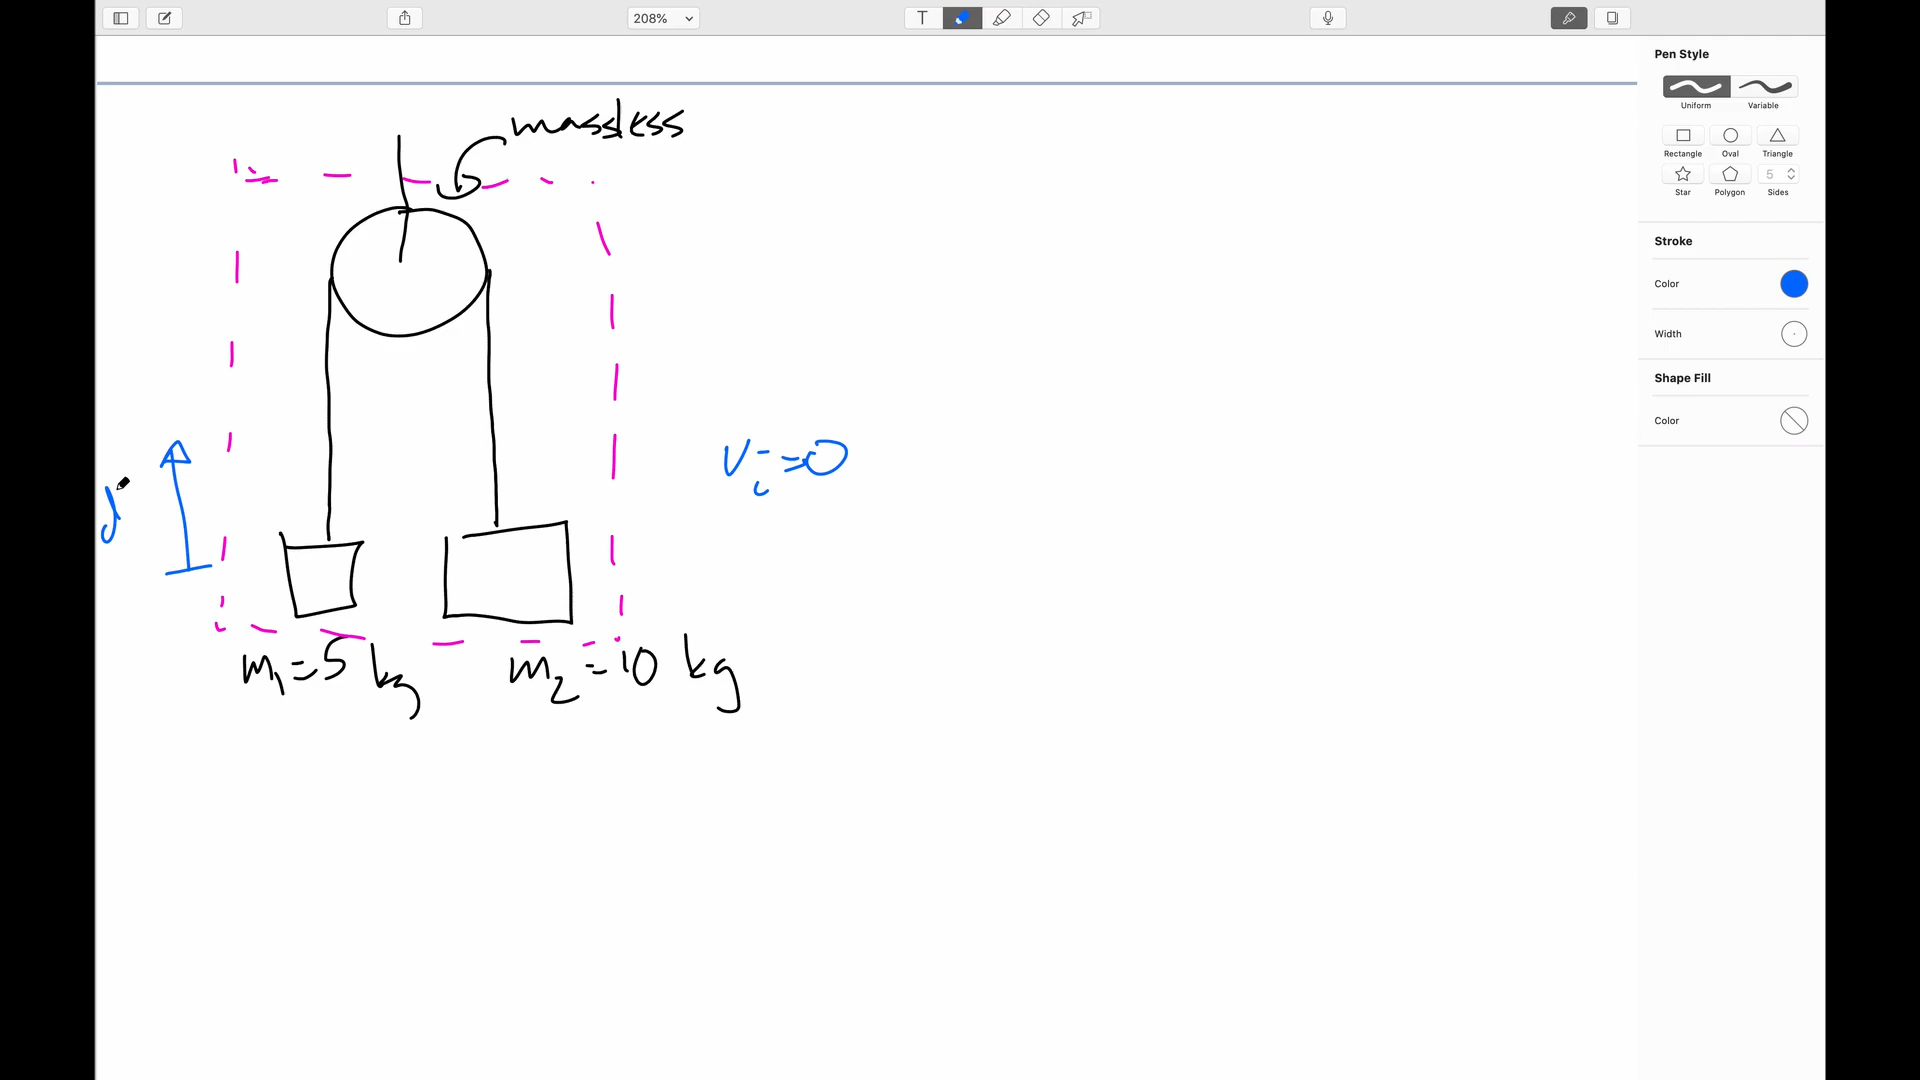 208%
T
Pen Style
Uniform
Variable
Rectangle
Oval
Triangle
5
Star
Polygon
Sides
Stroke
Color
Width
Shape Fill
Color
massless
d
v_i = 0
m_1 = 5 kg
m_2 = 10 kg